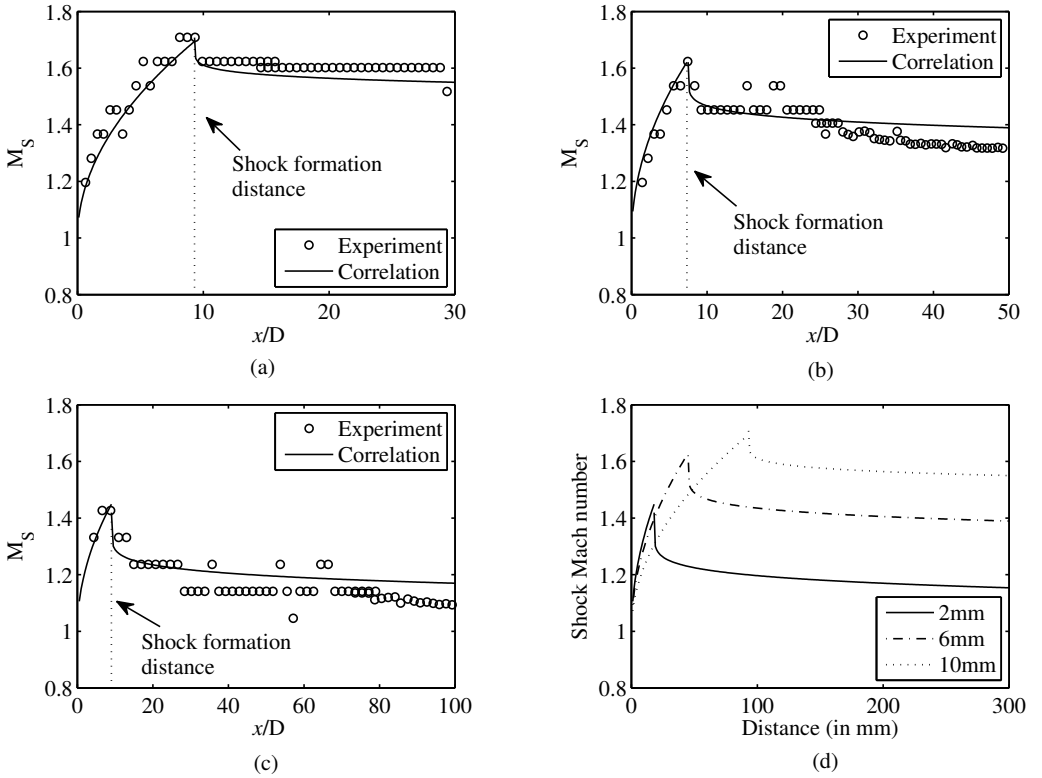 1.8
1.6
1.4
1.2
1
0.8
M_S
Experiment
Correlation
Shock formation
distance
0 10 20 30
x/D
(a)
1.8
1.6
1.4
1.2
1
0.8
M_S
Experiment
Correlation
Shock formation
distance
0 10 20 30 40 50
x/D
(b)
1.8
1.6
1.4
1.2
1
0.8
M_S
Experiment
Correlation
Shock formation
distance
0 20 40 60 80 100
x/D
(c)
1.8
1.6
1.4
1.2
1
0.8
Shock Mach number
2mm
6mm
10mm
0 100 200 300
Distance (in mm)
(d)